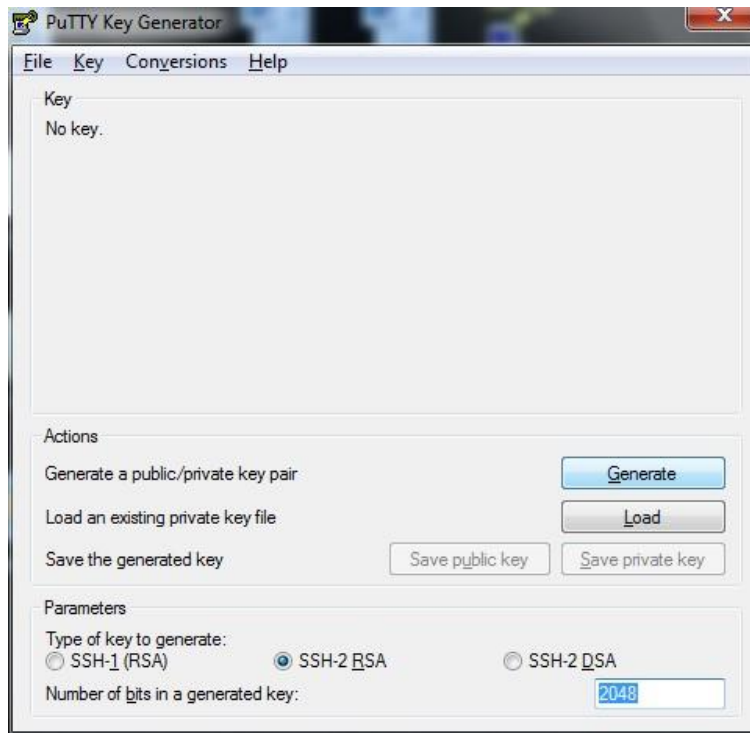 PuTTY Key Generator
File Key Conversions Help
Key
No key.
Actions
Generate a public/private key pair Generate
Load an existing private key file Load
Save the generated key Save public key Save private key
Parameters
Type of key to generate:
SSH-1 (RSA) SSH-2 RSA SSH-2 DSA
Number of bits in a generated key: 2048